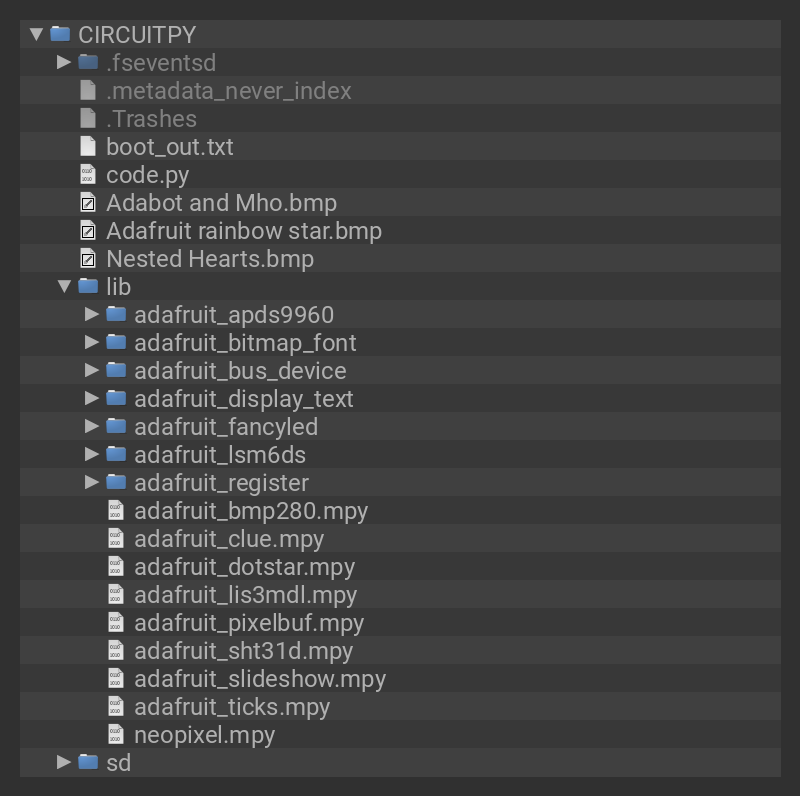 CIRCUITPY
.fseventsd
.metadata_never_index
.Trashes
boot_out.txt
code.py
Adabot and Mho.bmp
Adafruit rainbow star.bmp
Nested Hearts.bmp
lib
adafruit_apds9960
adafruit_bitmap_font
adafruit_bus_device
adafruit_display_text
adafruit_fancyled
adafruit_lsm6ds
adafruit_register
adafruit_bmp280.mpy
adafruit_clue.mpy
adafruit_dotstar.mpy
adafruit_lis3mdl.mpy
adafruit_pixelbuf.mpy
adafruit_sht31d.mpy
adafruit_slideshow.mpy
adafruit_ticks.mpy
neopixel.mpy
sd